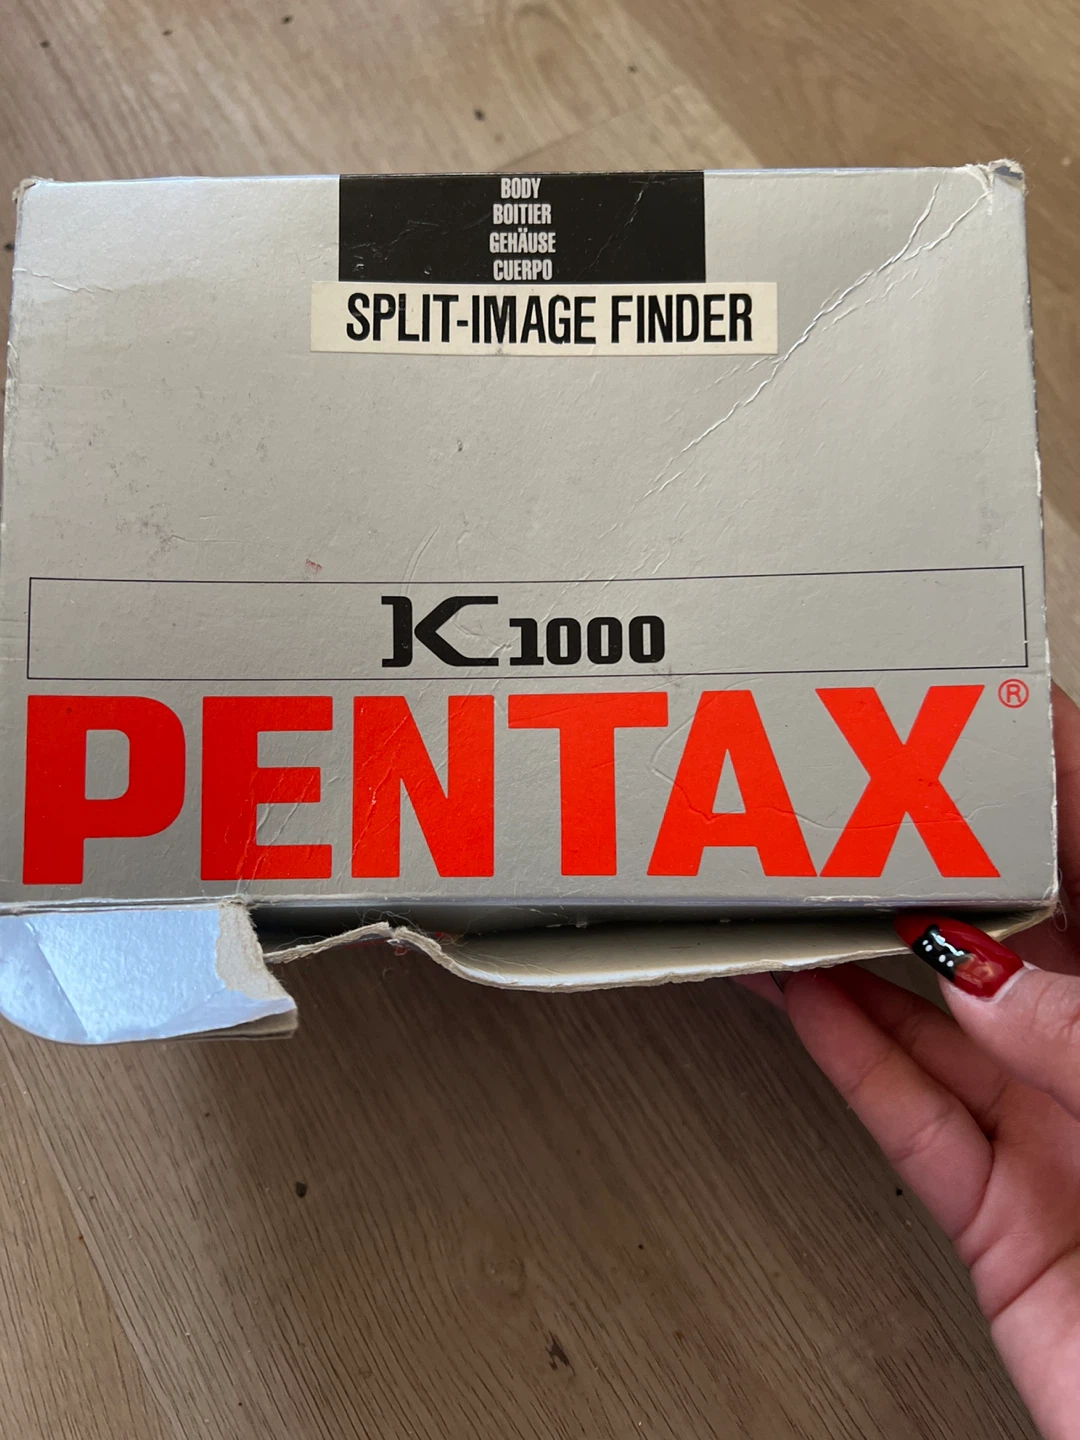 BODY
BOITIER
GEHÄUSE
CUERPO
SPLIT-IMAGE FINDER
K1000
PENTAX®